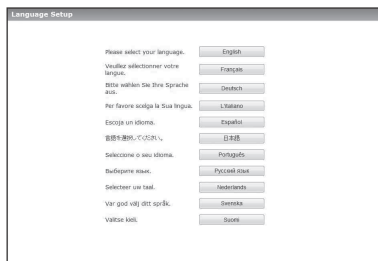 Language Setup
Please select your language.
English
Veuillez sélectionner votre
langue.
Français
Bitte wählen Sie Ihre Sprache
aus.
Deutsch
Per favore scelga la Sua lingua.
L'italiano
Escoja un idioma.
Español
言語を選択してください。
日本語
Seleccione o seu idioma.
Português
Выберите язык.
Русский язык
Selecteer uw taal.
Nederlands
Var god välj ditt språk.
Svenska
Valitse kieli.
Suomi